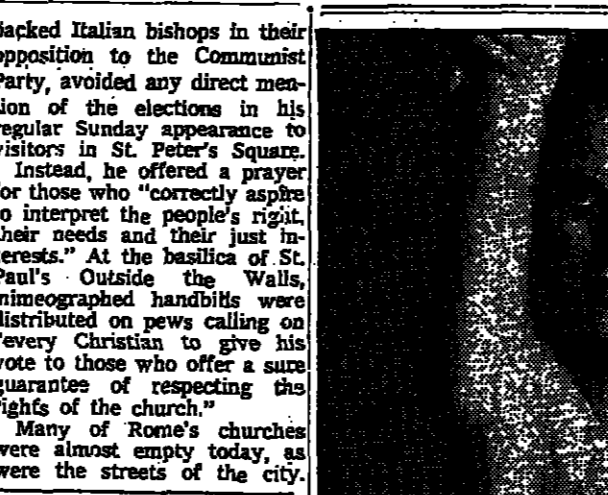 backed Italian bishops in their
opposition to the Communist
Party, avoided any direct men-
tion of the elections in his
regular Sunday appearance to
visitors in St. Peter's Square.
Instead, he offered a prayer
for those who "correctly aspire
to interpret the people's right,
their needs and their just in-
terests." At the basilica of St.
Paul's Outside the Walls,
mimeographed handbills were
distributed on pews calling on
"every Christian to give his
vote to those who offer a sure
guarantee of respecting the
rights of the church."
Many of Rome's churches
were almost empty today, as
were the streets of the city.